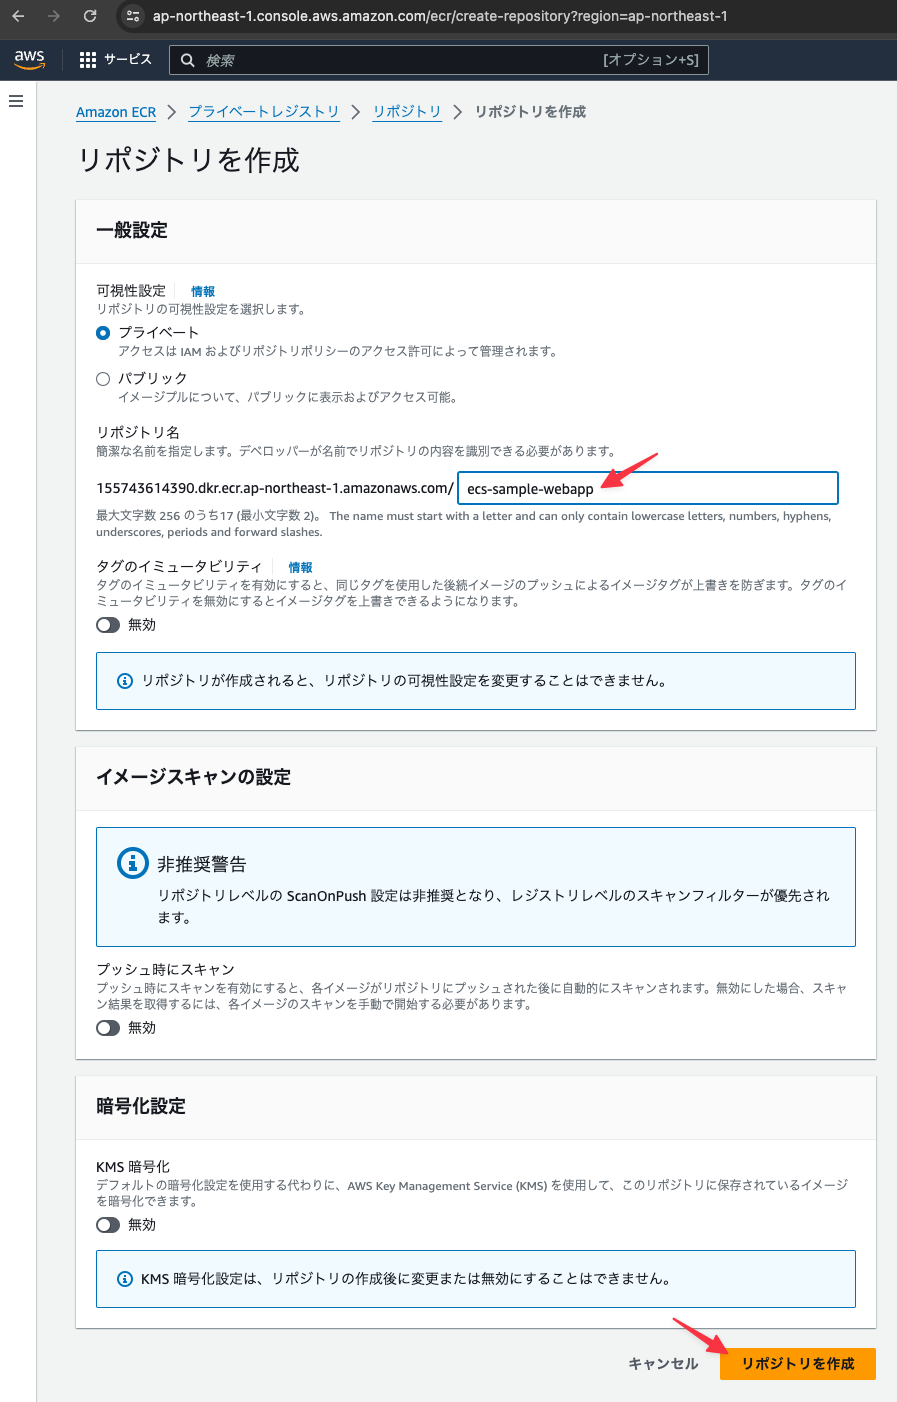 ap-northeast-1.console.aws.amazon.com/ecr/create-repository?region=ap-northeast-1
aws
サービス
検索
[オプション+S]
Amazon ECR
プライベートレジストリ
リポジトリ
リポジトリを作成
リポジトリを作成
一般設定
可視性設定
情報
リポジトリの可視性設定を選択します。
プライベート
アクセスは IAM およびリポジトリポリシーのアクセス許可によって管理されます。
パブリック
イメージプルについて、パブリックに表示およびアクセス可能。
リポジトリ名
簡潔な名前を指定します。デベロッパーが名前でリポジトリの内容を識別できる必要があります。
155743614390.dkr.ecr.ap-northeast-1.amazonaws.com/
ecs-sample-webapp
最大文字数 256 のうち17 (最小文字数 2)。 The name must start with a letter and can only contain lowercase letters, numbers, hyphens,
underscores, periods and forward slashes.
タグのイミュータビリティ
情報
タグのイミュータビリティを有効にすると、同じタグを使用した後続イメージのプッシュによるイメージタグが上書きを防ぎます。タグのイ
ミュータビリティを無効にするとイメージタグを上書きできるようになります。
無効
リポジトリが作成されると、リポジトリの可視性設定を変更することはできません。
イメージスキャンの設定
非推奨警告
リポジトリレベルの ScanOnPush 設定は非推奨となり、レジストリレベルのスキャンフィルターが優先され
ます。
プッシュ時にスキャン
プッシュ時にスキャンを有効にすると、各イメージがリポジトリにプッシュされた後に自動的にスキャンされます。無効にした場合、スキャ
ン結果を取得するには、各イメージのスキャンを手動で開始する必要があります。
無効
暗号化設定
KMS 暗号化
デフォルトの暗号化設定を使用する代わりに、AWS Key Management Service (KMS) を使用して、このリポジトリに保存されているイメージ
を暗号化できます。
無効
KMS 暗号化設定は、リポジトリの作成後に変更または無効にすることはできません。
キャンセル
リポジトリを作成